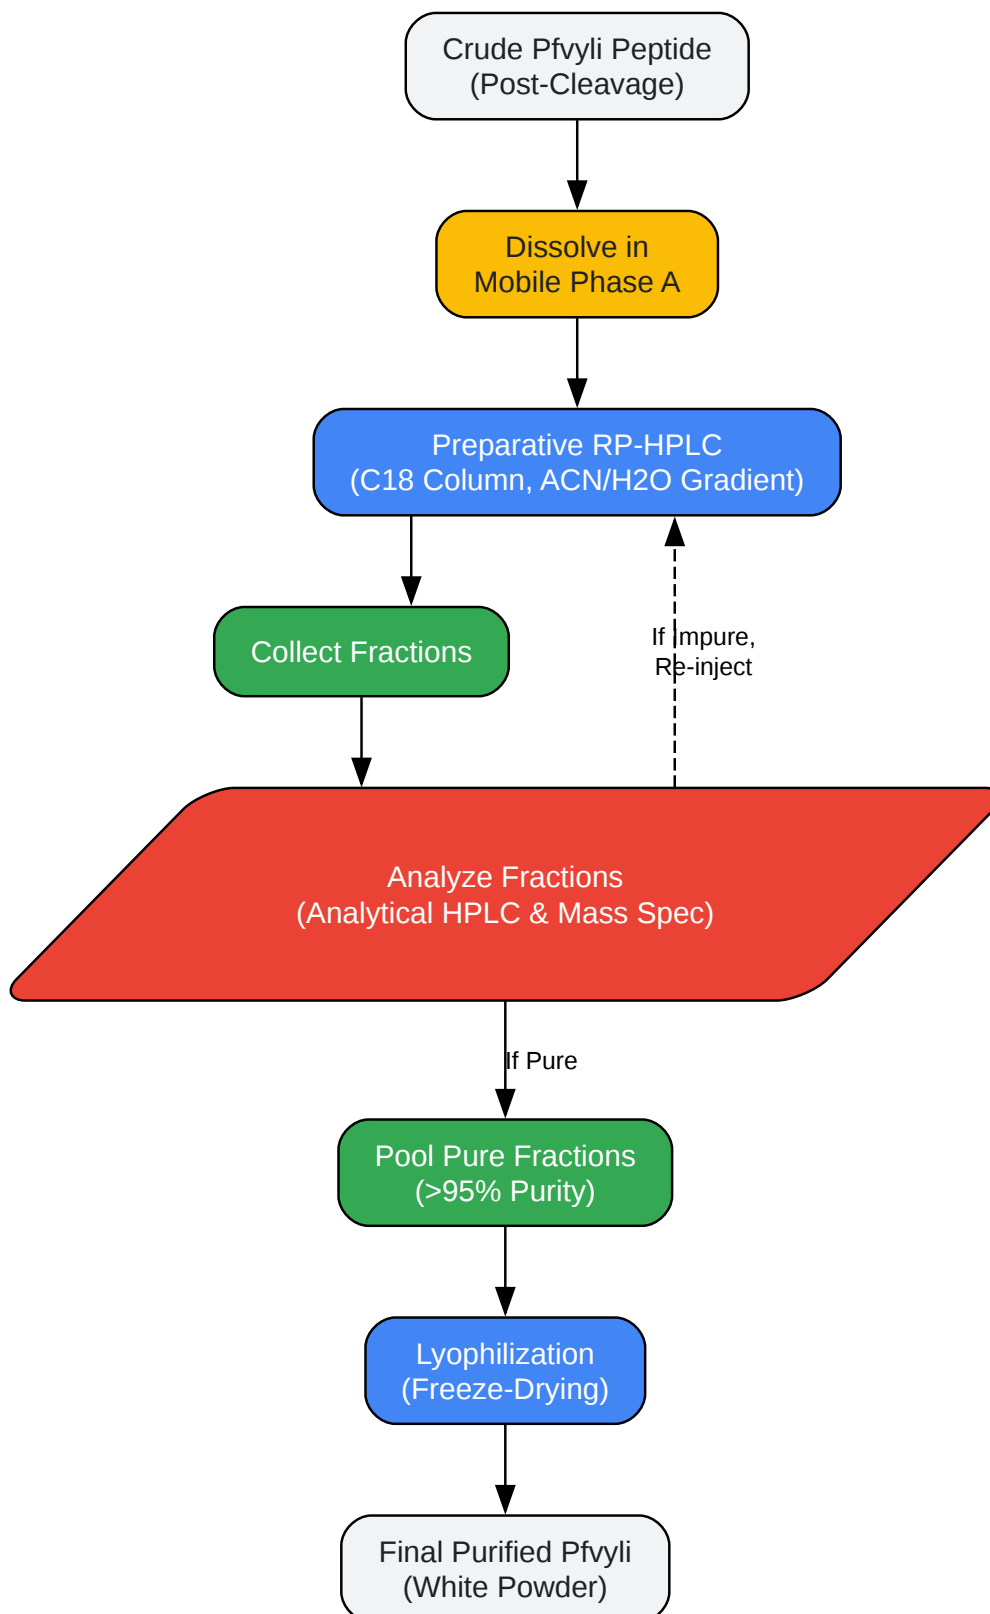 Crude Pfvyli Peptide
(Post-Cleavage)
Dissolve in
Mobile Phase A
Preparative RP-HPLC
(C18 Column, ACN/H2O Gradient)
Collect Fractions
If Impure,
Re-inject
Analyze Fractions
(Analytical HPLC & Mass Spec)
If Pure
Pool Pure Fractions
(>95% Purity)
Lyophilization
(Freeze-Drying)
Final Purified Pfvyli
(White Powder)